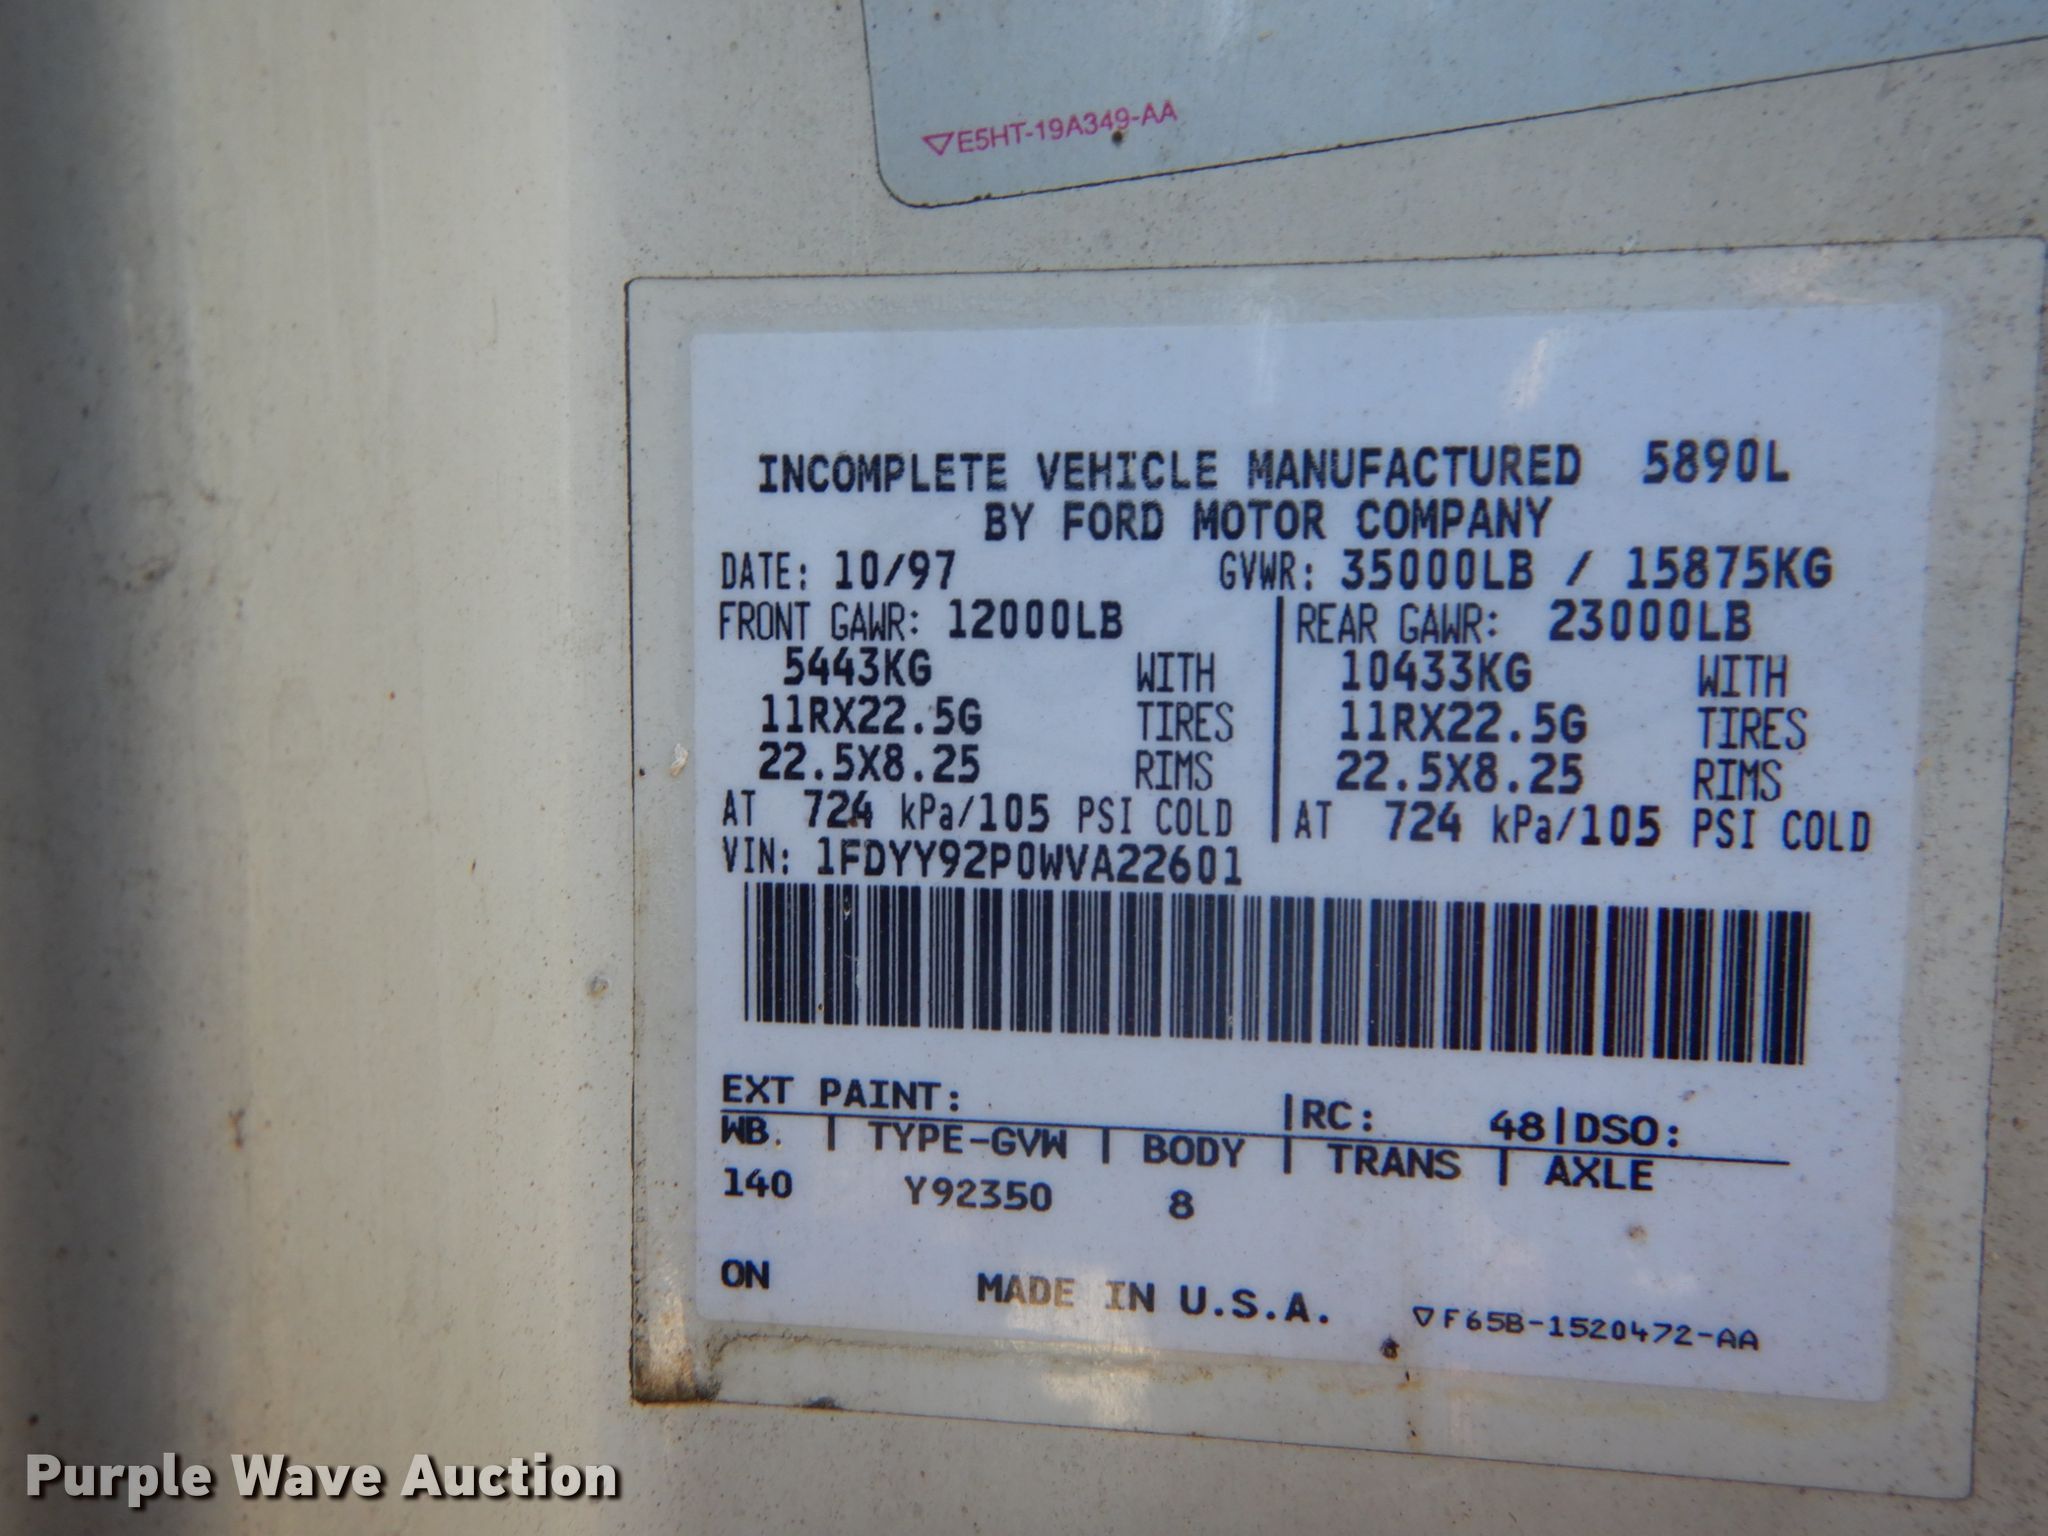 ▽E5HT-19A349-AA
INCOMPLETE VEHICLE MANUFACTURED 5890L
BY FORD MOTOR COMPANY
DATE: 10/97 GVWR: 35000LB / 15875KG
FRONT GAWR: 12000LB | REAR GAWR: 23000LB
5443KG WITH | 10433KG WITH
11RX22.5G TIRES | 11RX22.5G TIRES
22.5X8.25 RIMS | 22.5X8.25 RIMS
AT 724 kPa/105 PSI COLD | AT 724 kPa/105 PSI COLD
VIN: 1FDYY92P0WVA22601
EXT PAINT: |RC: 48|DSO:
WB. | TYPE-GVW | BODY | TRANS | AXLE
140 Y92350 8
ON MADE IN U.S.A. ▽F65B-1520472-AA
Purple Wave Auction